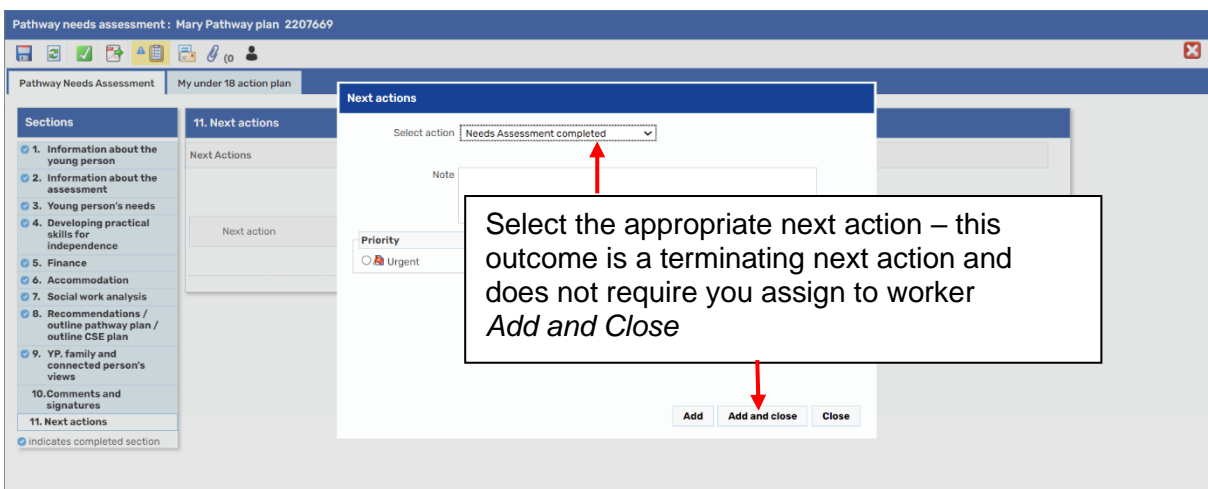 Pathway needs assessment : Mary Pathway plan 2207669
(0
Pathway Needs Assessment
My under 18 action plan
Sections
1. Information about the
young person
2. Information about the
assessment
3. Young person's needs
4. Developing practical
skills for
independence
5. Finance
6. Accommodation
7. Social work analysis
8. Recommendations /
outline pathway plan /
outline CSE plan
9. YP, family and
connected person's
views
10.Comments and
signatures
11. Next actions
indicates completed section
11. Next actions
Next Actions
Next action
Next actions
Select action Needs Assessment completed
Note
Priority
Urgent
Select the appropriate next action – this
outcome is a terminating next action and
does not require you assign to worker
Add and Close
Add Add and close Close